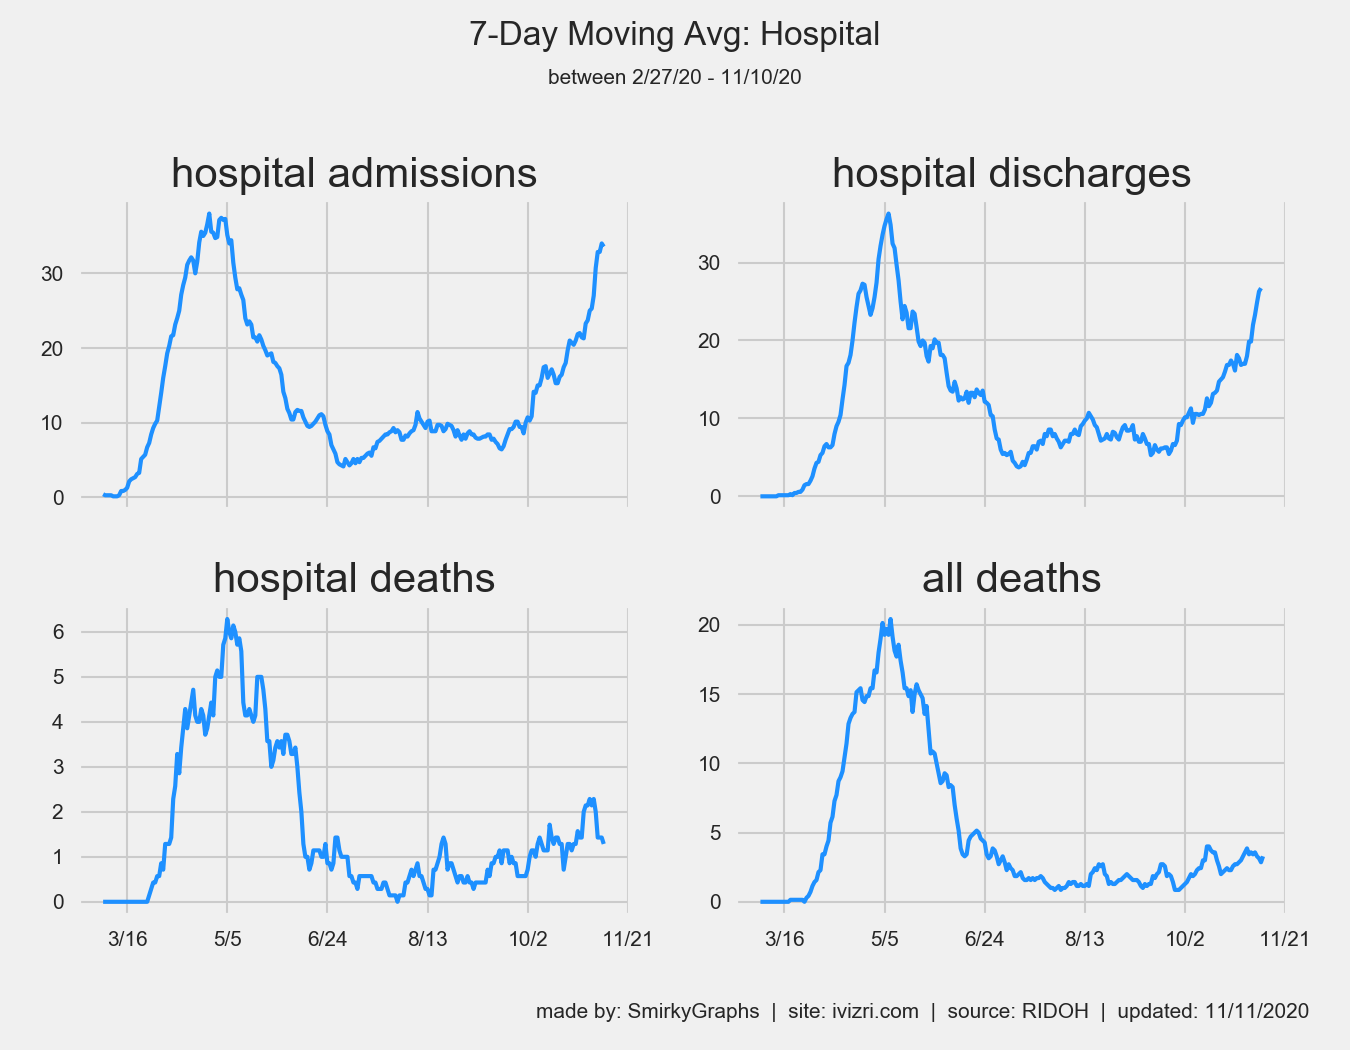 7-Day Moving Avg: Hospital
between 2/27/20 - 11/10/20
hospital admissions
hospital discharges
30
20
10
0
30
20
10
0
hospital deaths
all deaths
6
5
4
3
2
1
0
20
15
10
5
0
3/16 5/5 6/24 8/13 10/2 11/21
3/16 5/5 6/24 8/13 10/2 11/21
made by: SmirkyGraphs | site: ivizri.com | source: RIDOH | updated: 11/11/2020